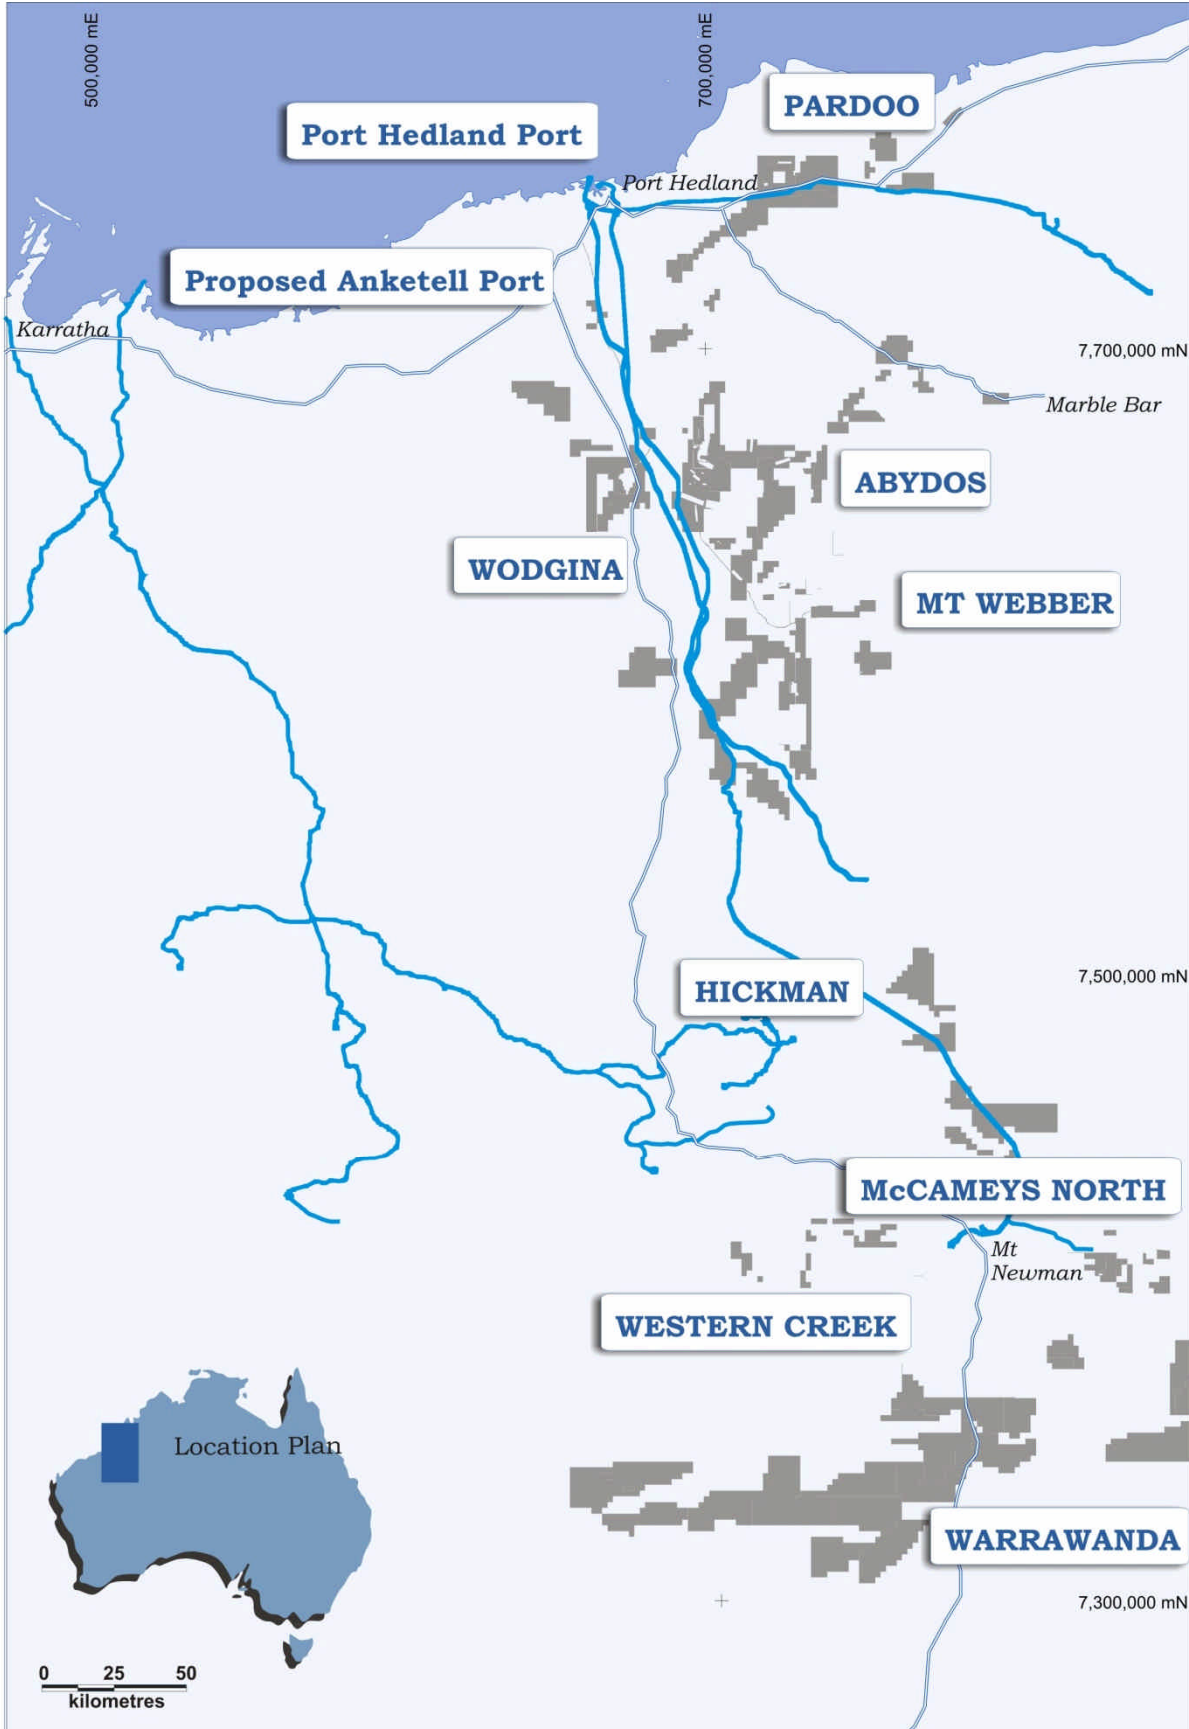 500,000 mE
700,000 mE
PARDOO
Port Hedland Port
Port Hedland
Proposed Anketell Port
Karratha
7,700,000 mN
Marble Bar
ABYDOS
WODGINA
MT WEBBER
HICKMAN
7,500,000 mN
McCAMEYS NORTH
Mt
Newman
WESTERN CREEK
Location Plan
WARRAWANDA
7,300,000 mN
0 25 50
kilometres